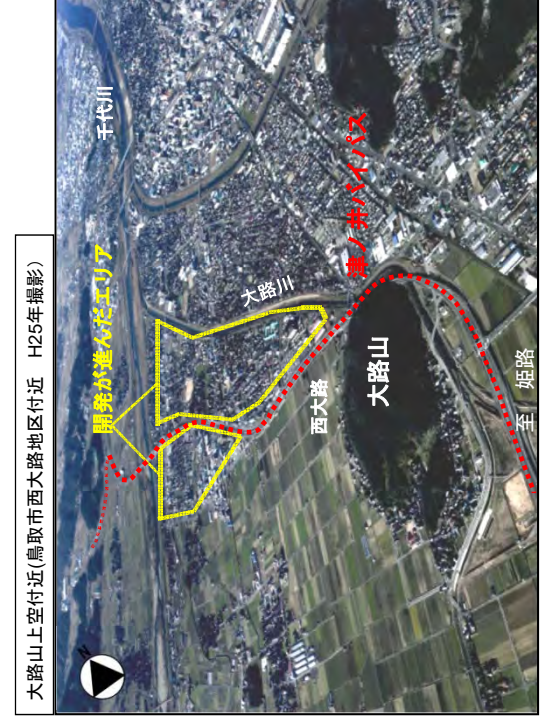 大路山上空付近(鳥取市西大路地区付近 H25年撮影)
千代川
開発が進んだエリア
津ノ井バイパス
大路川
西大路
大路山
至 姫路
N